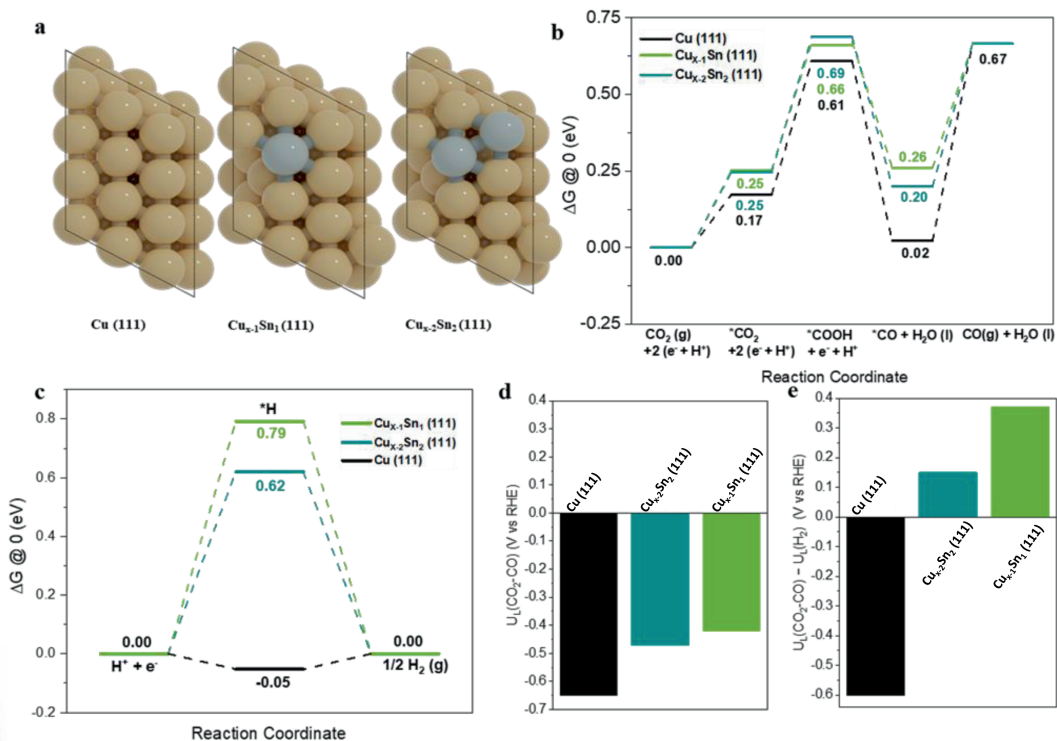 a
Cu (111)
Cuₓ₋₁Sn₁(111)
Cuₓ₋₂Sn₂(111)
b
ΔG @ 0 (eV)
0.75
0.50
0.25
0.00
-0.25
Cu (111)
Cu_X-1Sn (111)
Cu_X-2Sn₂ (111)
0.00
0.25
0.25
0.17
0.69
0.66
0.61
0.26
0.20
0.02
0.67
CO₂ (g)
+2 (e⁻ + H⁺)
*CO₂
+2 (e⁻ + H⁺)
*COOH
+ e⁻ + H⁺
*CO + H₂O (l)
CO(g) + H₂O (l)
Reaction Coordinate
c
ΔG @ 0 (eV)
0.8
0.6
0.4
0.2
0.0
-0.2
*H
0.79
0.62
-0.05
0.00
H⁺ + e⁻
0.00
1/2 H₂ (g)
Cu_X-1Sn₁ (111)
Cu_X-2Sn₂ (111)
Cu (111)
Reaction Coordinate
d
U_L(CO₂-CO) (V vs RHE)
0.4
0.3
0.2
0.1
0.0
-0.1
-0.2
-0.3
-0.4
-0.5
-0.6
-0.7
Cu (111)
Cuₓ₋₂Sn₂ (111)
Cuₓ₋₁Sn₁ (111)
e
U_L(CO₂-CO) − U_L(H₂) (V vs RHE)
0.4
0.3
0.2
0.1
0.0
-0.1
-0.2
-0.3
-0.4
-0.5
-0.6
Cu (111)
Cuₓ₋₂Sn₂ (111)
Cuₓ₋₁Sn₁ (111)